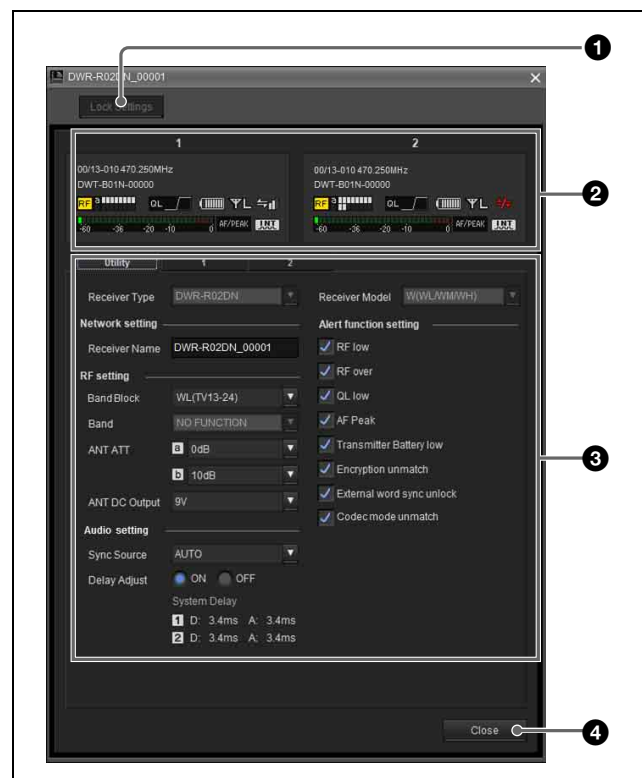 1
DWR-R02DN_00001
Lock Settings
1 2
00/13-010 470.250MHz 00/13-010 470.250MHz
DWT-B01N-00000 DWT-B01N-00000
2
RF a QL L RF a QL L
-60 -36 -20 -10 0 AF/PEAK INT -60 -36 -20 -10 0 AF/PEAK INT
Utility 1 2
Receiver Type DWR-R02DN Receiver Model W(WL/WM/WH)
Network setting Alert function setting
Receiver Name DWR-R02DN_00001 RF low
RF setting RF over
Band Block WL(TV13-24) QL low
Band NO FUNCTION AF Peak
ANT ATT a 0dB Transmitter Battery low
3
b 10dB Encryption unmatch
ANT DC Output 9V External word sync unlock
Audio setting Codec mode unmatch
Sync Source AUTO
Delay Adjust ON OFF
System Delay
1 D: 3.4ms A: 3.4ms
2 D: 3.4ms A: 3.4ms
Close
4